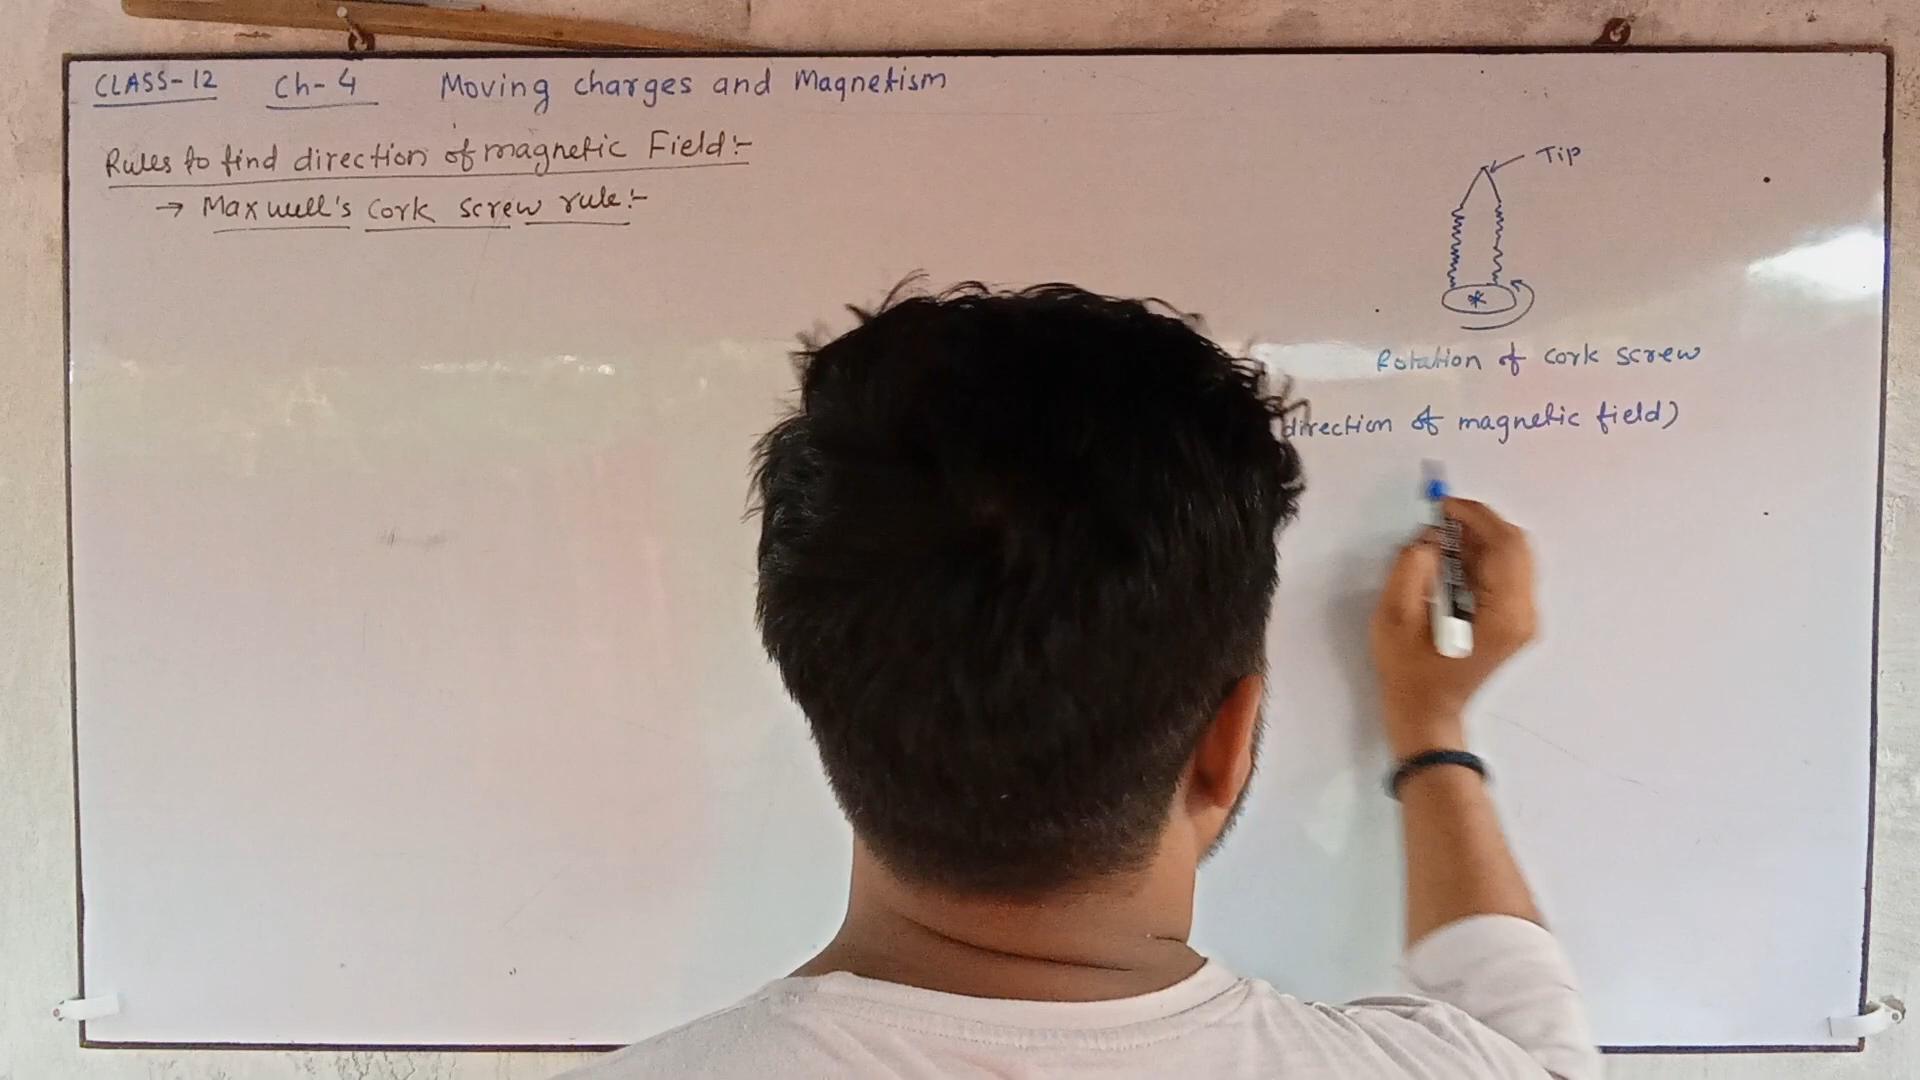 CLASS-12 Ch-4 Moving charges and Magnetism
Rules to find direction of magnetic Field:-
→ Maxwell's cork screw rule:-
Tip
Rotation of cork screw
direction of magnetic field)